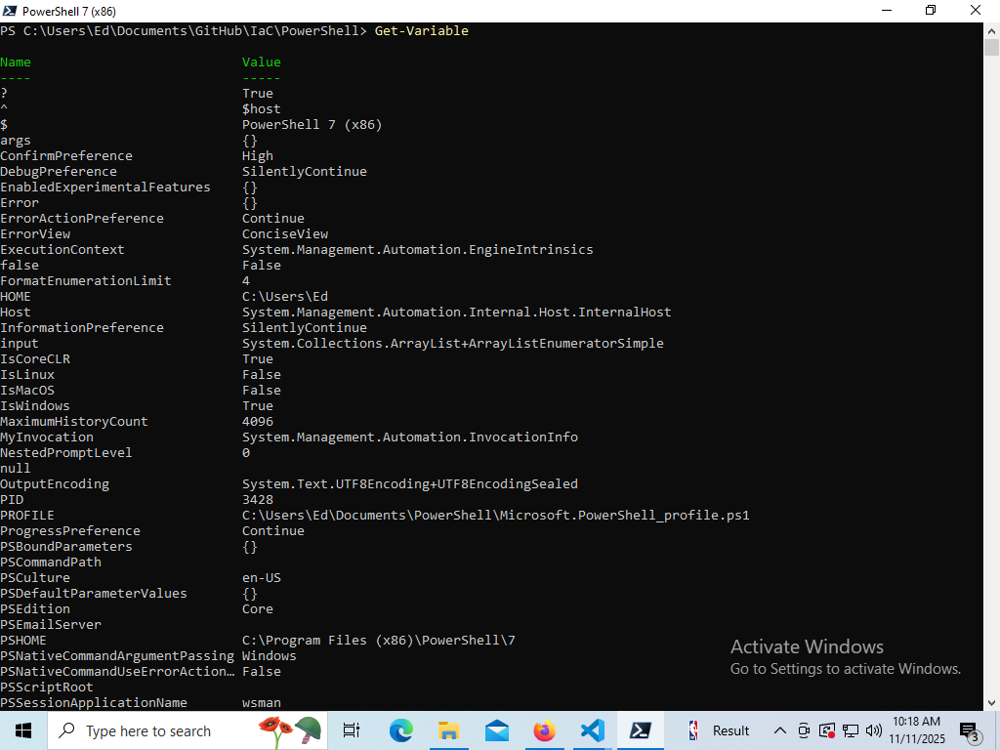 PowerShell 7 (x86)
PS C:\Users\Ed\Documents\GitHub\IaC\PowerShell> Get-Variable
Name Value
---- -----
? True
^ $host
$ PowerShell 7 (x86)
args {}
ConfirmPreference High
DebugPreference SilentlyContinue
EnabledExperimentalFeatures {}
Error {}
ErrorActionPreference Continue
ErrorView ConciseView
ExecutionContext System.Management.Automation.EngineIntrinsics
false False
FormatEnumerationLimit 4
HOME C:\Users\Ed
Host System.Management.Automation.Internal.Host.InternalHost
InformationPreference SilentlyContinue
input System.Collections.ArrayList+ArrayListEnumeratorSimple
IsCoreCLR True
IsLinux False
IsMacOS False
IsWindows True
MaximumHistoryCount 4096
MyInvocation System.Management.Automation.InvocationInfo
NestedPromptLevel 0
null
OutputEncoding System.Text.UTF8Encoding+UTF8EncodingSealed
PID 3428
PROFILE C:\Users\Ed\Documents\PowerShell\Microsoft.PowerShell_profile.ps1
ProgressPreference Continue
PSBoundParameters {}
PSCommandPath
PSCulture en-US
PSDefaultParameterValues {}
PSEdition Core
PSEmailServer
PSHOME C:\Program Files (x86)\PowerShell\7
PSNativeCommandArgumentPassing Windows
PSNativeCommandUseErrorAction… False
PSScriptRoot
PSSessionApplicationName wsman
Activate Windows
Go to Settings to activate Windows.
Type here to search
Result
10:18 AM
11/11/2025
3